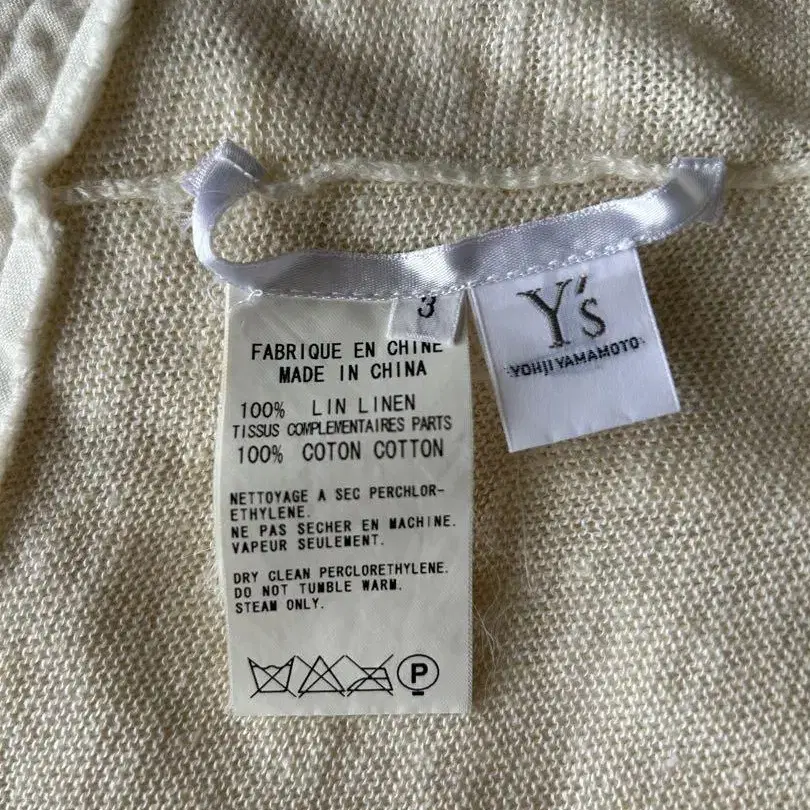 3
Y's
YOHJI YAMAMOTO
FABRIQUE EN CHINE
MADE IN CHINA
100% LIN LINEN
TISSUS COMPLEMENTAIRES PARTS
100% COTON COTTON
NETTOYAGE A SEC PERCHLOR-
ETHYLENE.
NE PAS SECHER EN MACHINE.
VAPEUR SEULEMENT.
DRY CLEAN PERCLORETHYLENE.
DO NOT TUMBLE WARM.
STEAM ONLY.
P